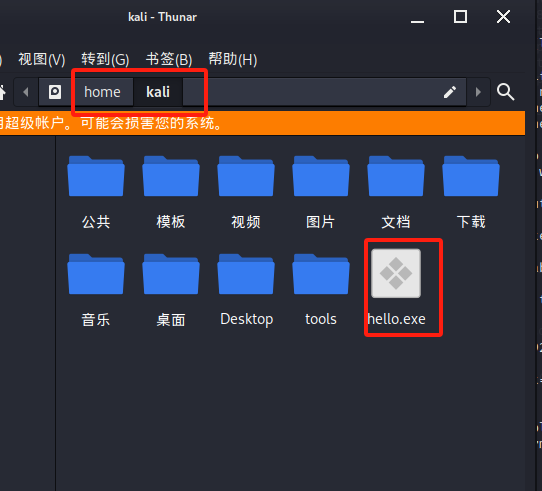 kali - Thunar
视图(V) 转到(G) 书签(B) 帮助(H)
home kali
用超级帐户。可能会损害您的系统。
公共 模板 视频 图片 文档 下载
音乐 桌面 Desktop tools hello.exe